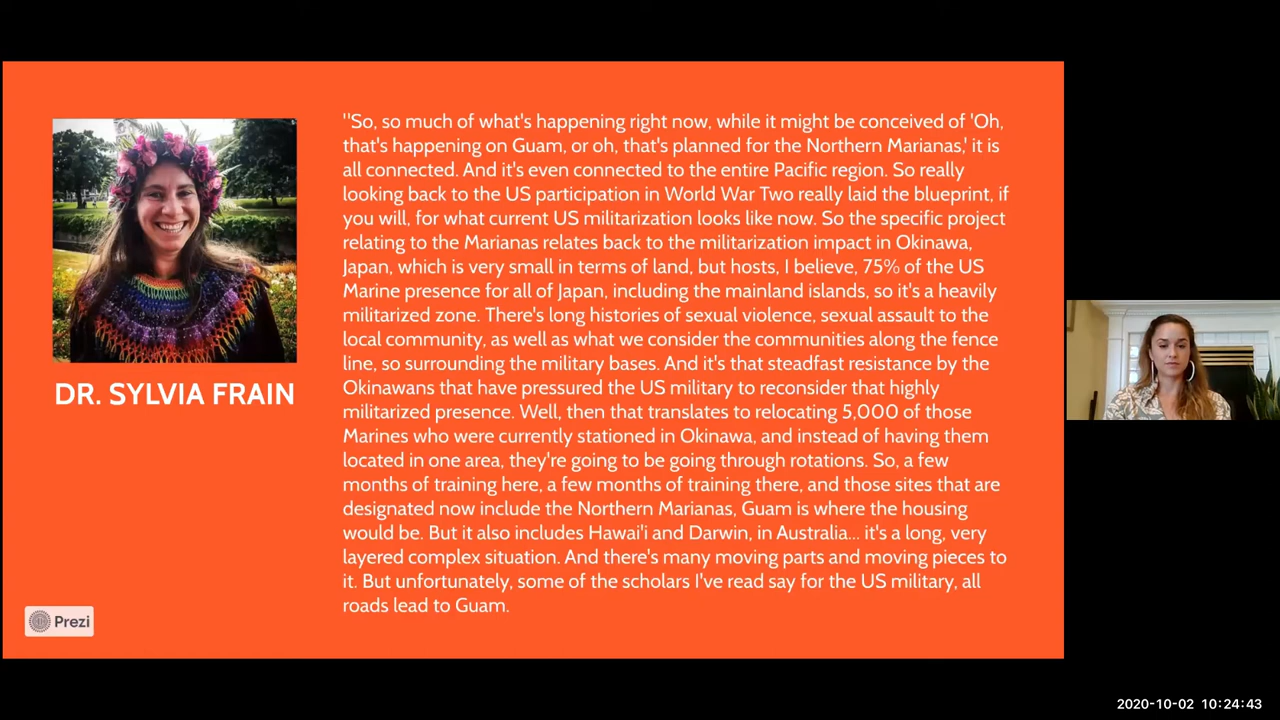 "So, so much of what's happening right now, while it might be conceived of 'Oh,
that's happening on Guam, or oh, that's planned for the Northern Marianas,' it is
all connected. And it's even connected to the entire Pacific region. So really
looking back to the US participation in World War Two really laid the blueprint, if
you will, for what current US militarization looks like now. So the specific project
relating to the Marianas relates back to the militarization impact in Okinawa,
Japan, which is very small in terms of land, but hosts, I believe, 75% of the US
Marine presence for all of Japan, including the mainland islands, so it's a heavily
militarized zone. There's long histories of sexual violence, sexual assault to the
local community, as well as what we consider the communities along the fence
line, so surrounding the military bases. And it's that steadfast resistance by the
Okinawans that have pressured the US military to reconsider that highly
militarized presence. Well, then that translates to relocating 5,000 of those
Marines who were currently stationed in Okinawa, and instead of having them
located in one area, they're going to be going through rotations. So, a few
months of training here, a few months of training there, and those sites that are
designated now include the Northern Marianas, Guam is where the housing
would be. But it also includes Hawai'i and Darwin, in Australia... it's a long, very
layered complex situation. And there's many moving parts and moving pieces to
it. But unfortunately, some of the scholars I've read say for the US military, all
roads lead to Guam.
DR. SYLVIA FRAIN
Prezi
2020-10-02 10:24:43